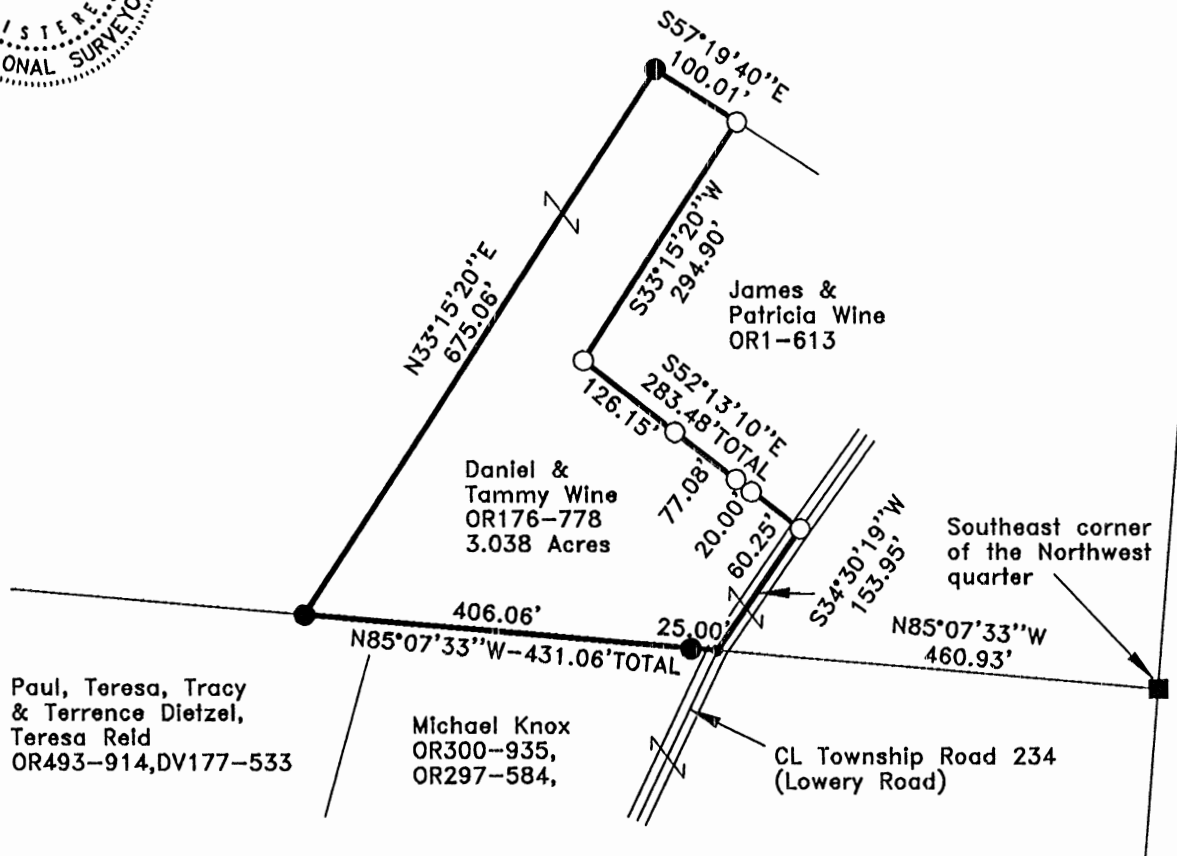 ISTERE
ONAL SURVEYO
S57°19'40"E
100.01'
N33°15'20"E
675.06'
S33°15'20"W
294.90'
James &
Patricia Wine
OR1-613
S52°13'10"E
283.48'TOTAL
126.15'
77.08'
20.00'
60.25'
Daniel &
Tammy Wine
OR176-778
3.038 Acres
S34°30'19"W
153.95'
Southeast corner
of the Northwest
quarter
406.06'
25.00'
N85°07'33"W-431.06'TOTAL
N85°07'33"W
460.93'
Paul, Teresa, Tracy
& Terrence Dietzel,
Teresa Reid
OR493-914,DV177-533
Michael Knox
OR300-935,
OR297-584,
CL Township Road 234
(Lowery Road)